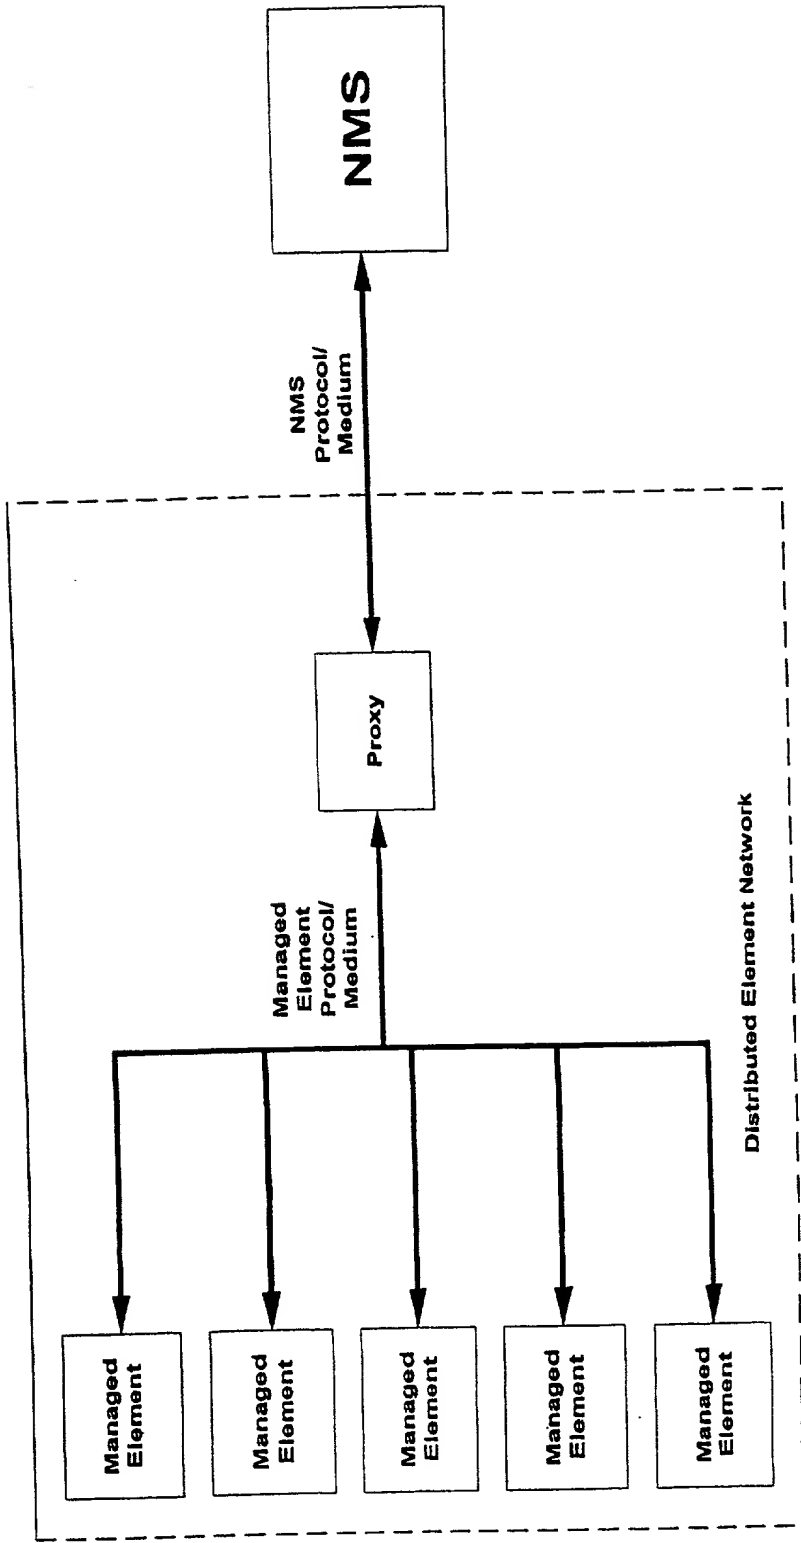 Managed
Element
Managed
Element
Managed
Element
Managed
Element
Managed
Element
Managed
Element
Protocol/
Medium
Proxy
NMS
Protocol/
Medium
NMS
Distributed Element Network